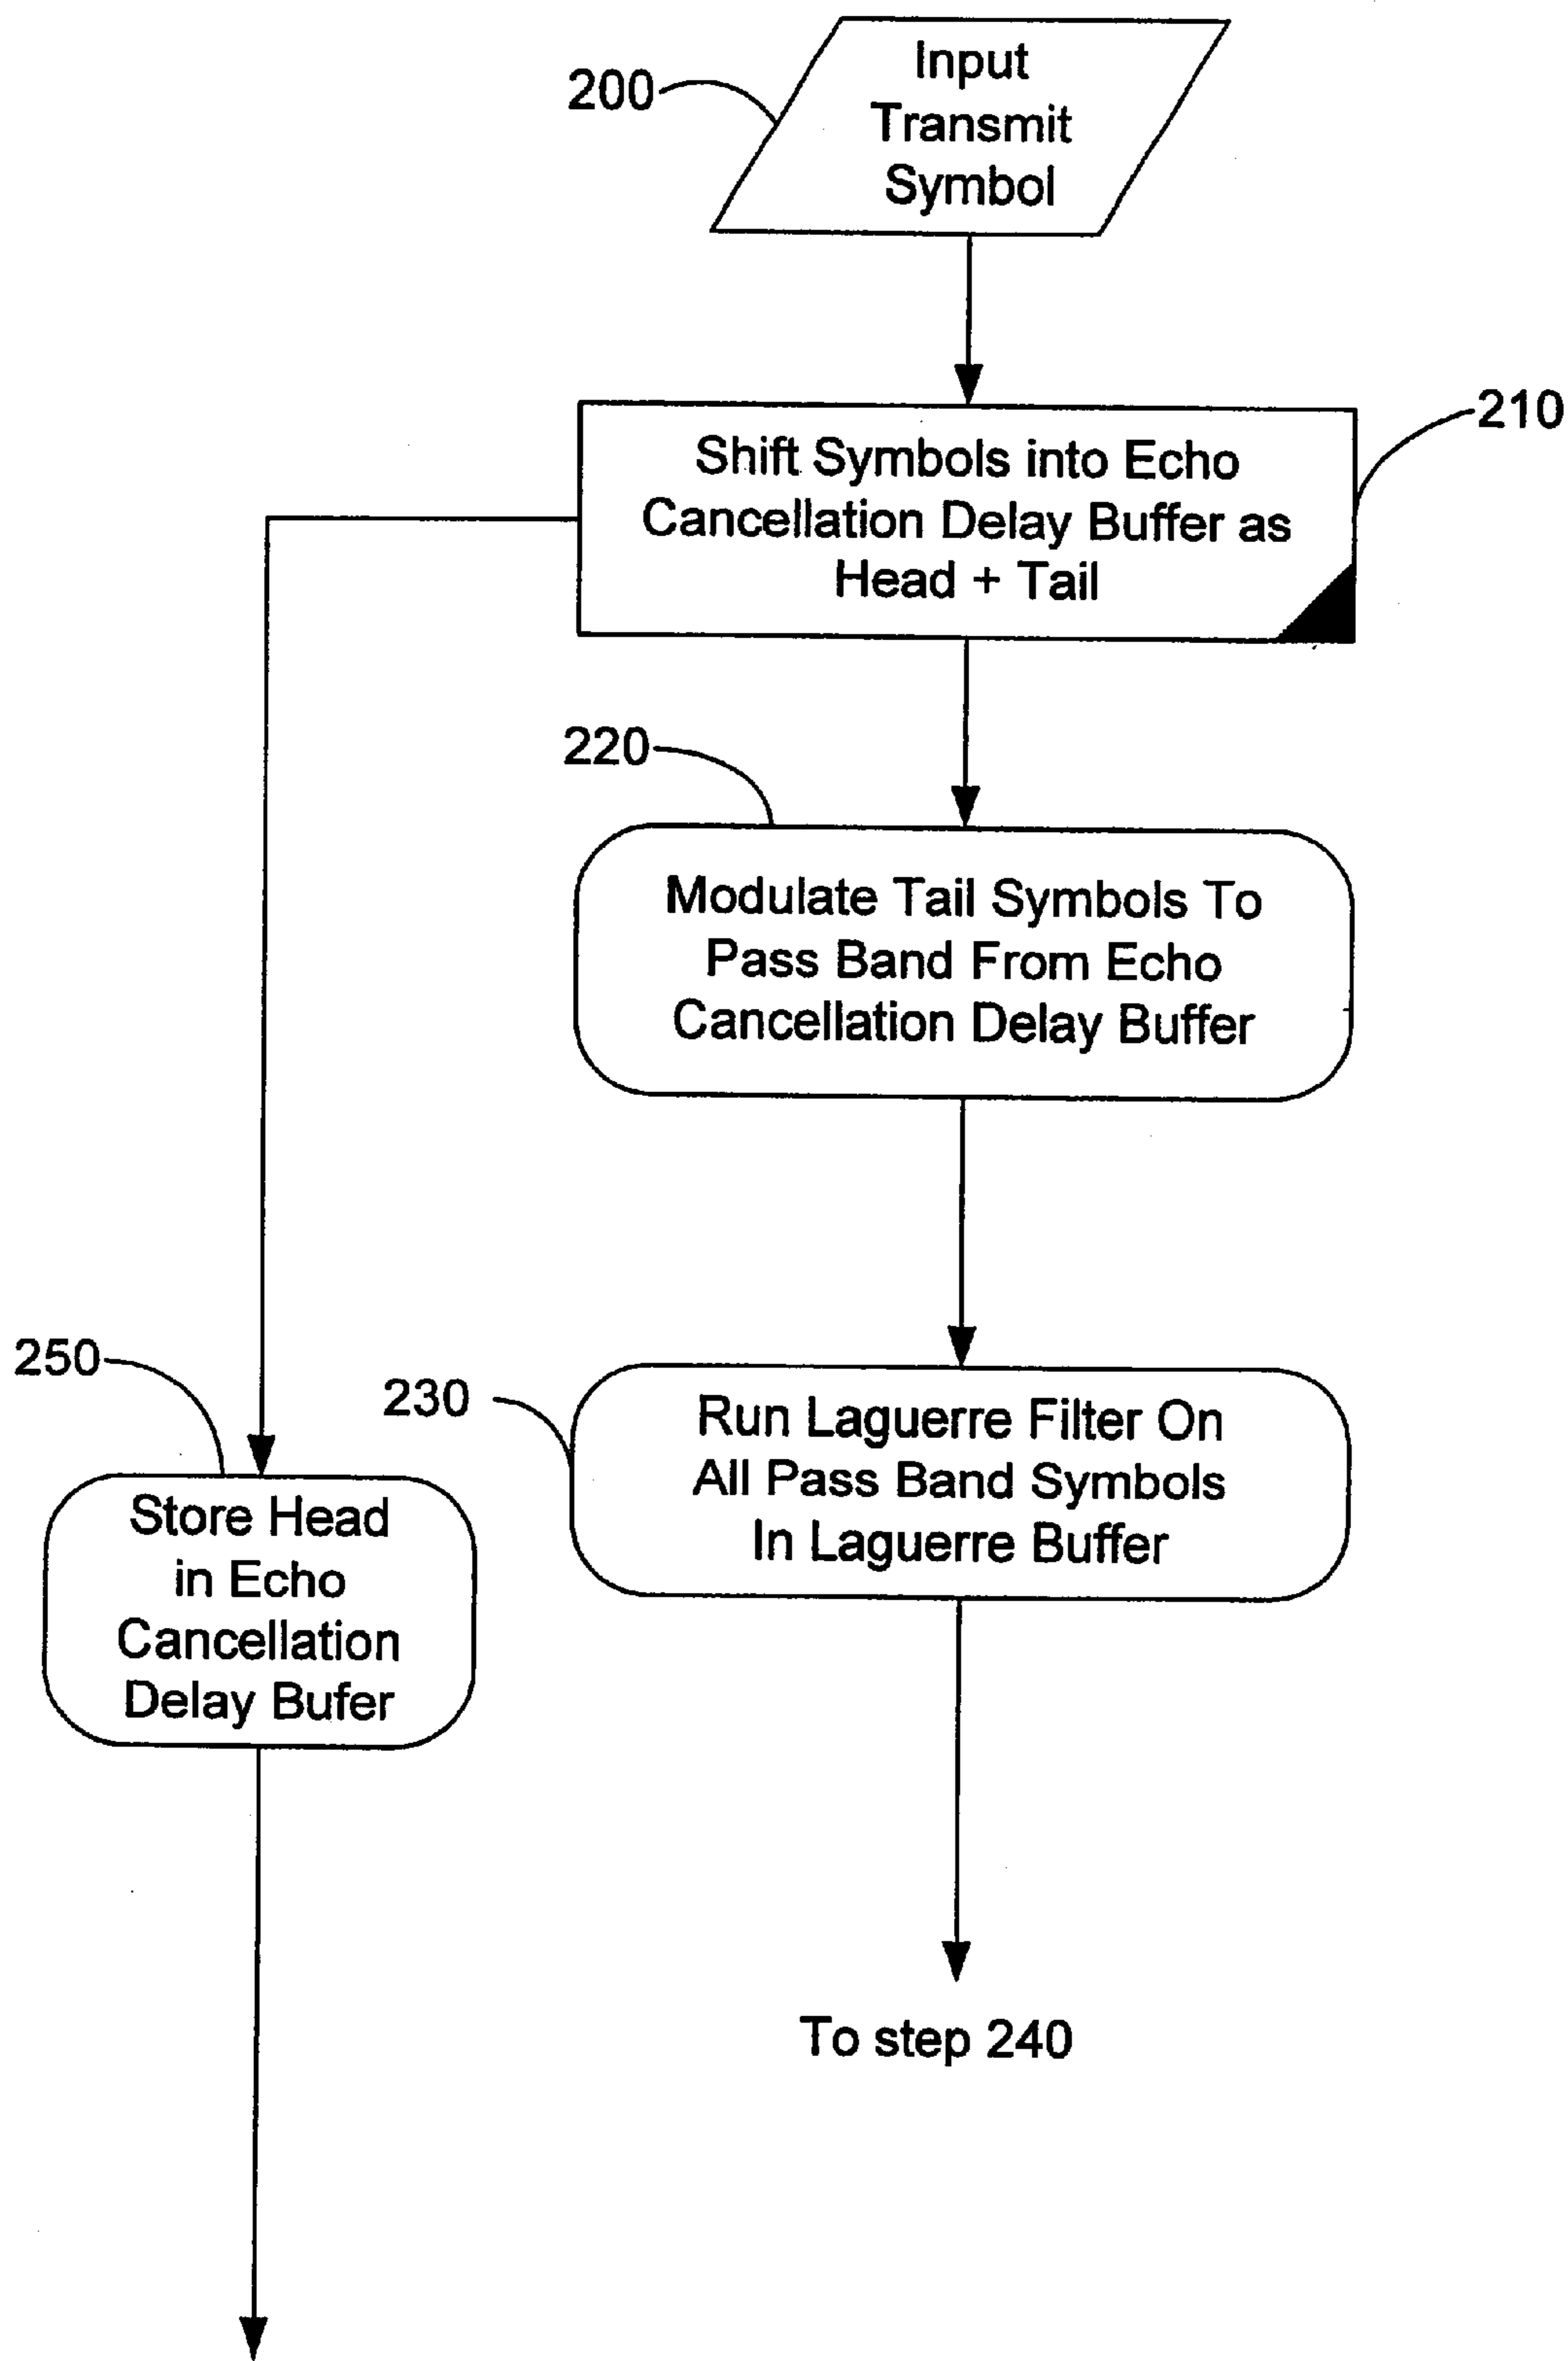 200
Input
Transmit
Symbol
210
Shift Symbols into Echo
Cancellation Delay Buffer as
Head + Tail
220
Modulate Tail Symbols To
Pass Band From Echo
Cancellation Delay Buffer
250
Store Head
in Echo
Cancellation
Delay Bufer
230
Run Laguerre Filter On
All Pass Band Symbols
In Laguerre Buffer
To step 240